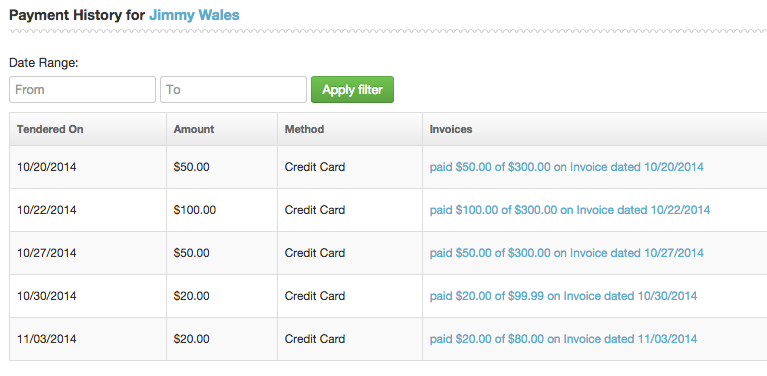 Payment History for Jimmy Wales
Date Range:
From To Apply filter
Tendered On Amount Method Invoices
10/20/2014 $50.00 Credit Card paid $50.00 of $300.00 on Invoice dated 10/20/2014
10/22/2014 $100.00 Credit Card paid $100.00 of $300.00 on Invoice dated 10/22/2014
10/27/2014 $50.00 Credit Card paid $50.00 of $300.00 on Invoice dated 10/27/2014
10/30/2014 $20.00 Credit Card paid $20.00 of $99.99 on Invoice dated 10/30/2014
11/03/2014 $20.00 Credit Card paid $20.00 of $80.00 on Invoice dated 11/03/2014